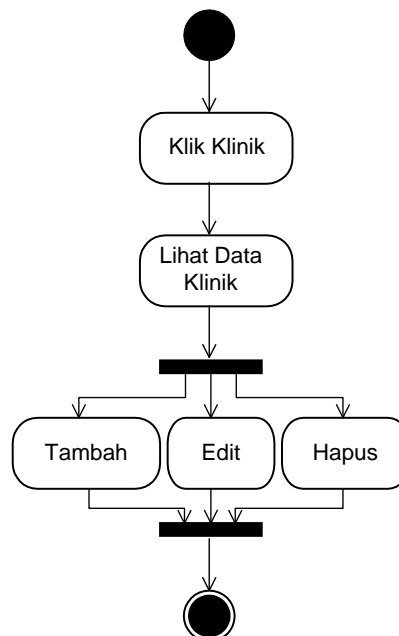 Klik Klinik
Lihat Data
Klinik
Tambah
Edit
Hapus